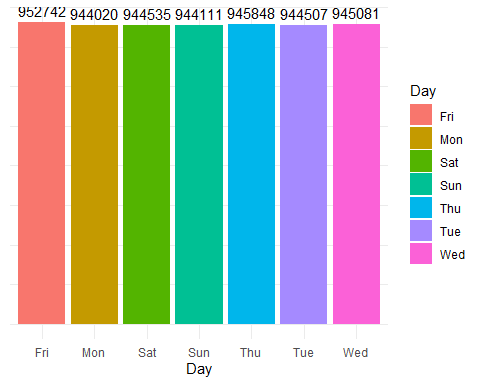 952742 944020 944535 944111 945848 944507 945081
Day
Fri
Mon
Sat
Sun
Thu
Tue
Wed
Fri Mon Sat Sun Thu Tue Wed
Day